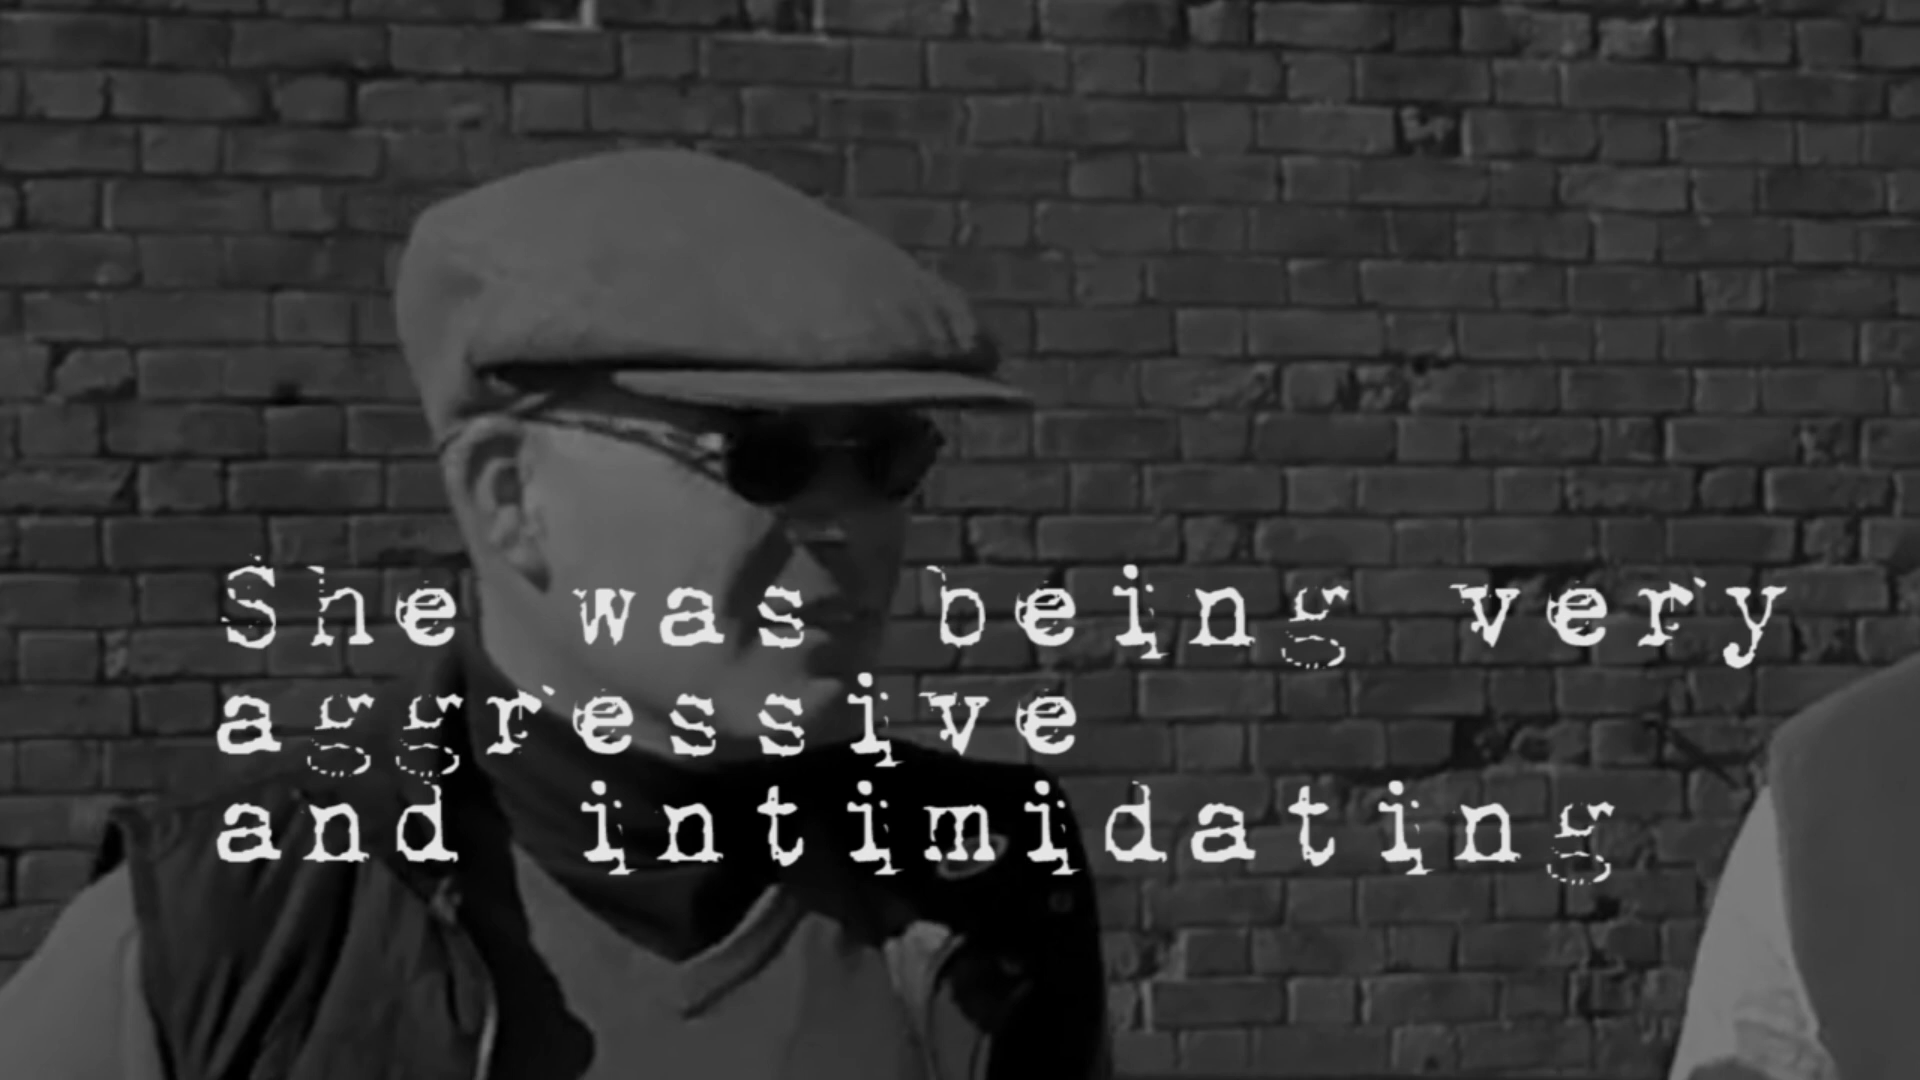 She was being very
aggressive
and intimidating